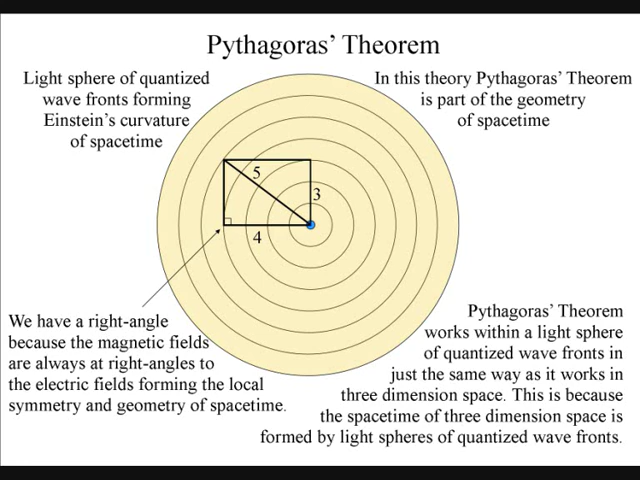 Pythagoras' Theorem
Light sphere of quantized
wave fronts forming
Einstein's curvature
of spacetime
In this theory Pythagoras' Theorem
is part of the geometry
of spacetime
5
3
4
We have a right-angle
because the magnetic fields
are always at right-angles to
the electric fields forming the local
symmetry and geometry of spacetime.
Pythagoras' Theorem
works within a light sphere
of quantized wave fronts in
just the same way as it works in
three dimension space. This is because
the spacetime of three dimension space is
formed by light spheres of quantized wave fronts.